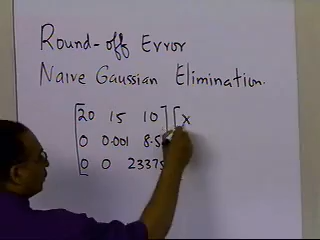 Round-off Error
Naive Gaussian Elimination.
20 15 10 x
0 0.001 8.5
0 0 23375